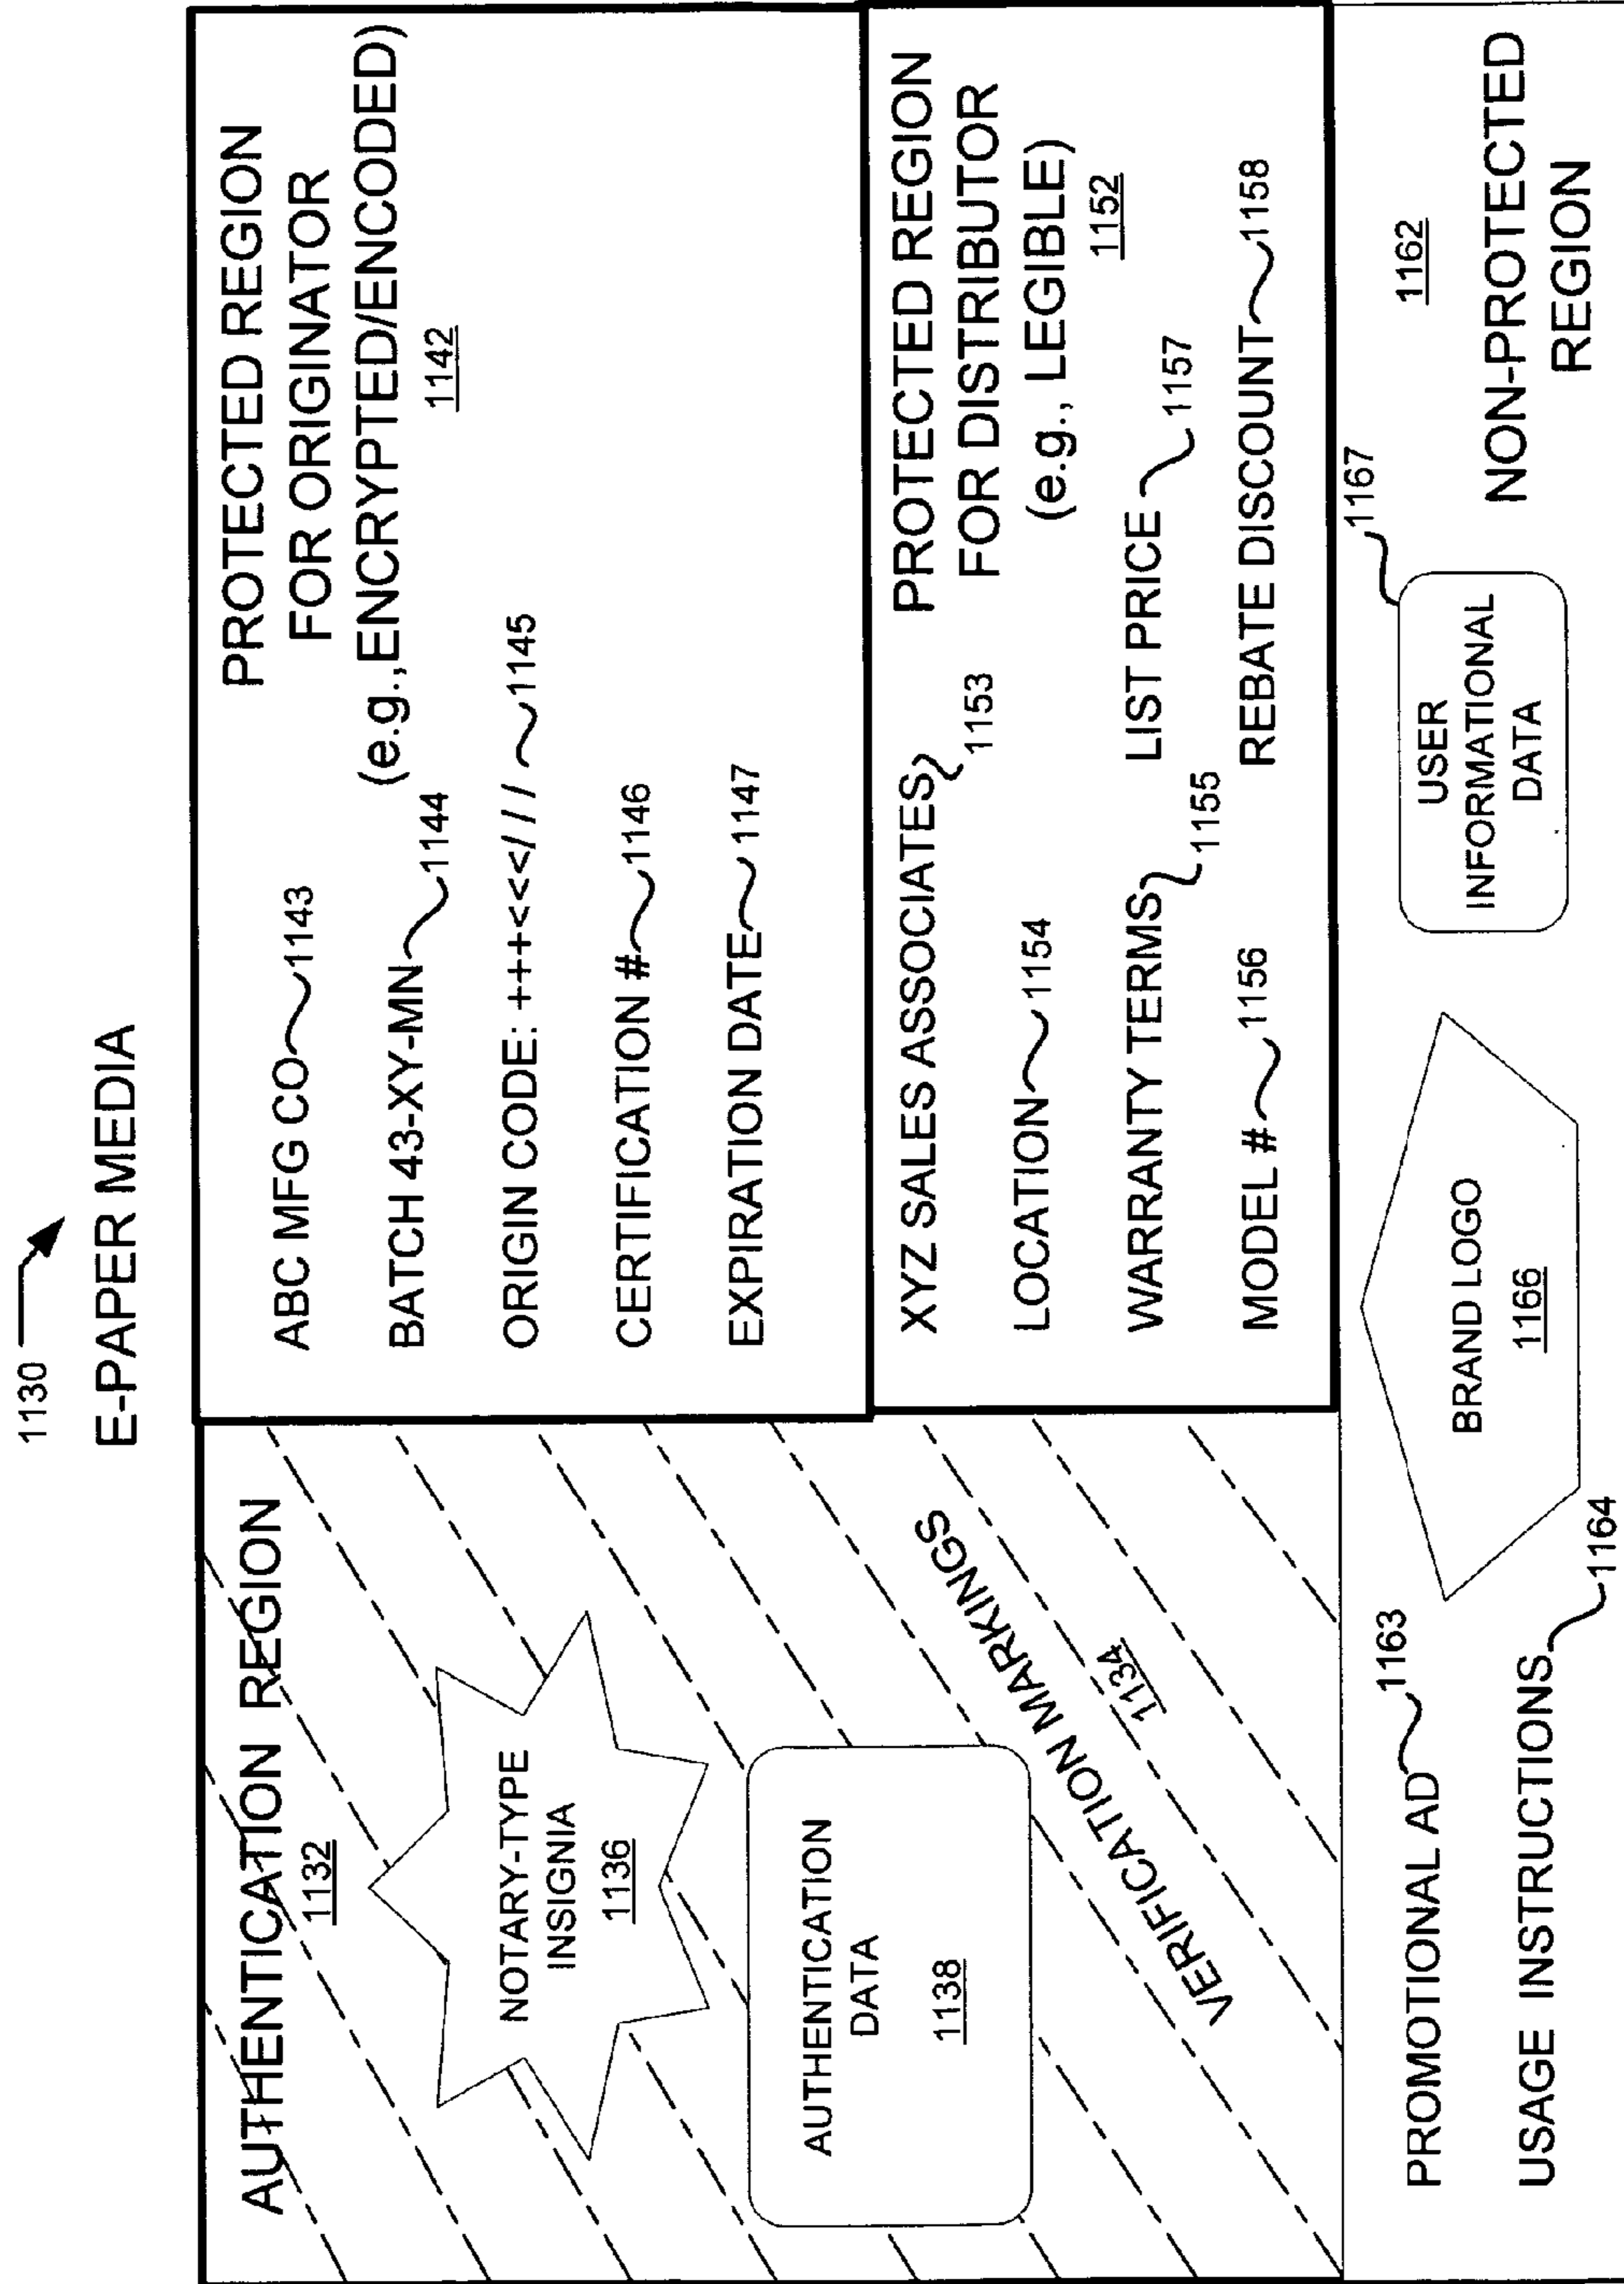 1130
E-PAPER MEDIA
AUTHENTICATION REGION
1132
NOTARY-TYPE
INSIGNIA
1136
AUTHENTICATION
DATA
1138
VERIFICATION MARKINGS
1134
PROTECTED REGION
FOR ORIGINATOR
(e.g.,ENCRYPTED/ENCODED)
1142
ABC MFG CO 1143
BATCH 43-XY-MN 1144
ORIGIN CODE: +++<<</// 1145
CERTIFICATION # 1146
EXPIRATION DATE 1147
PROTECTED REGION
FOR DISTRIBUTOR
(e.g., LEGIBLE)
1152
XYZ SALES ASSOCIATES 1153
LOCATION 1154
WARRANTY TERMS 1155
LIST PRICE 1157
MODEL # 1156
REBATE DISCOUNT 1158
PROMOTIONAL AD 1163
USAGE INSTRUCTIONS 1164
BRAND LOGO
1166
USER
INFORMATIONAL
DATA
1167
1162
NON-PROTECTED
REGION